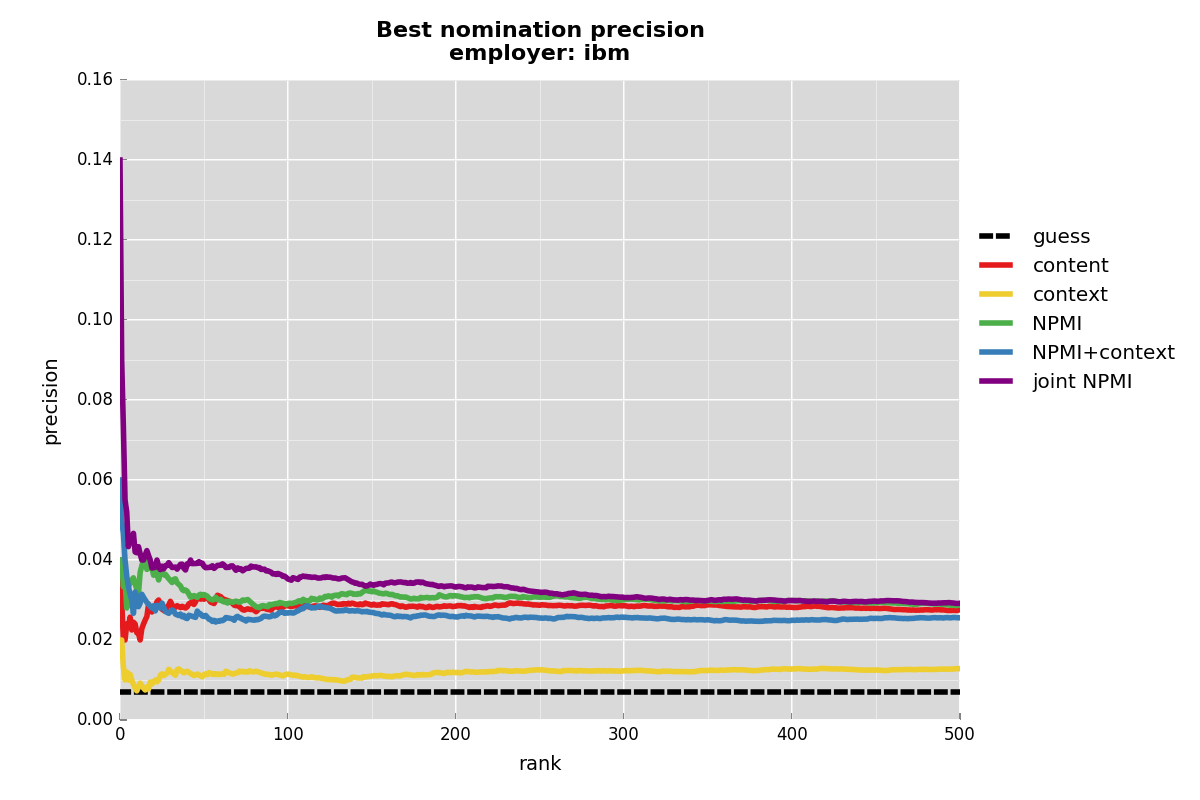 Best nomination precision
employer: ibm
0.16
0.14
0.12
0.10
0.08
0.06
0.04
0.02
0.00
precision
0 100 200 300 400 500
rank
guess
content
context
NPMI
NPMI+context
joint NPMI